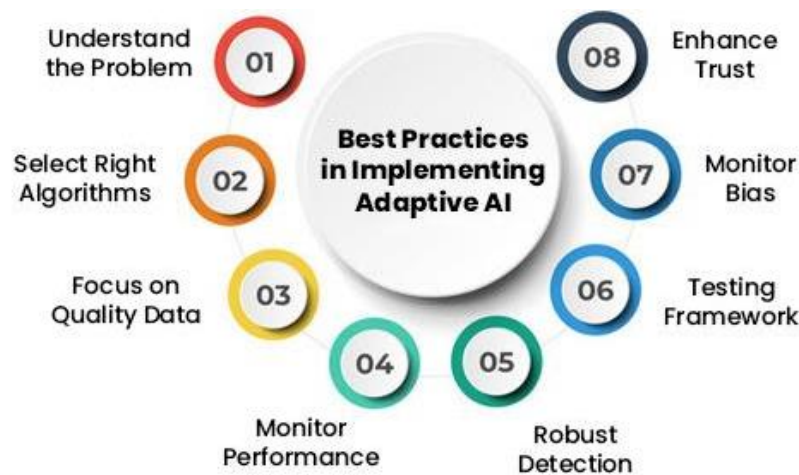 Best Practices
in Implementing
Adaptive AI
01
Understand
the Problem
02
Select Right
Algorithms
03
Focus on
Quality Data
04
Monitor
Performance
05
Robust
Detection
06
Testing
Framework
07
Monitor
Bias
08
Enhance
Trust